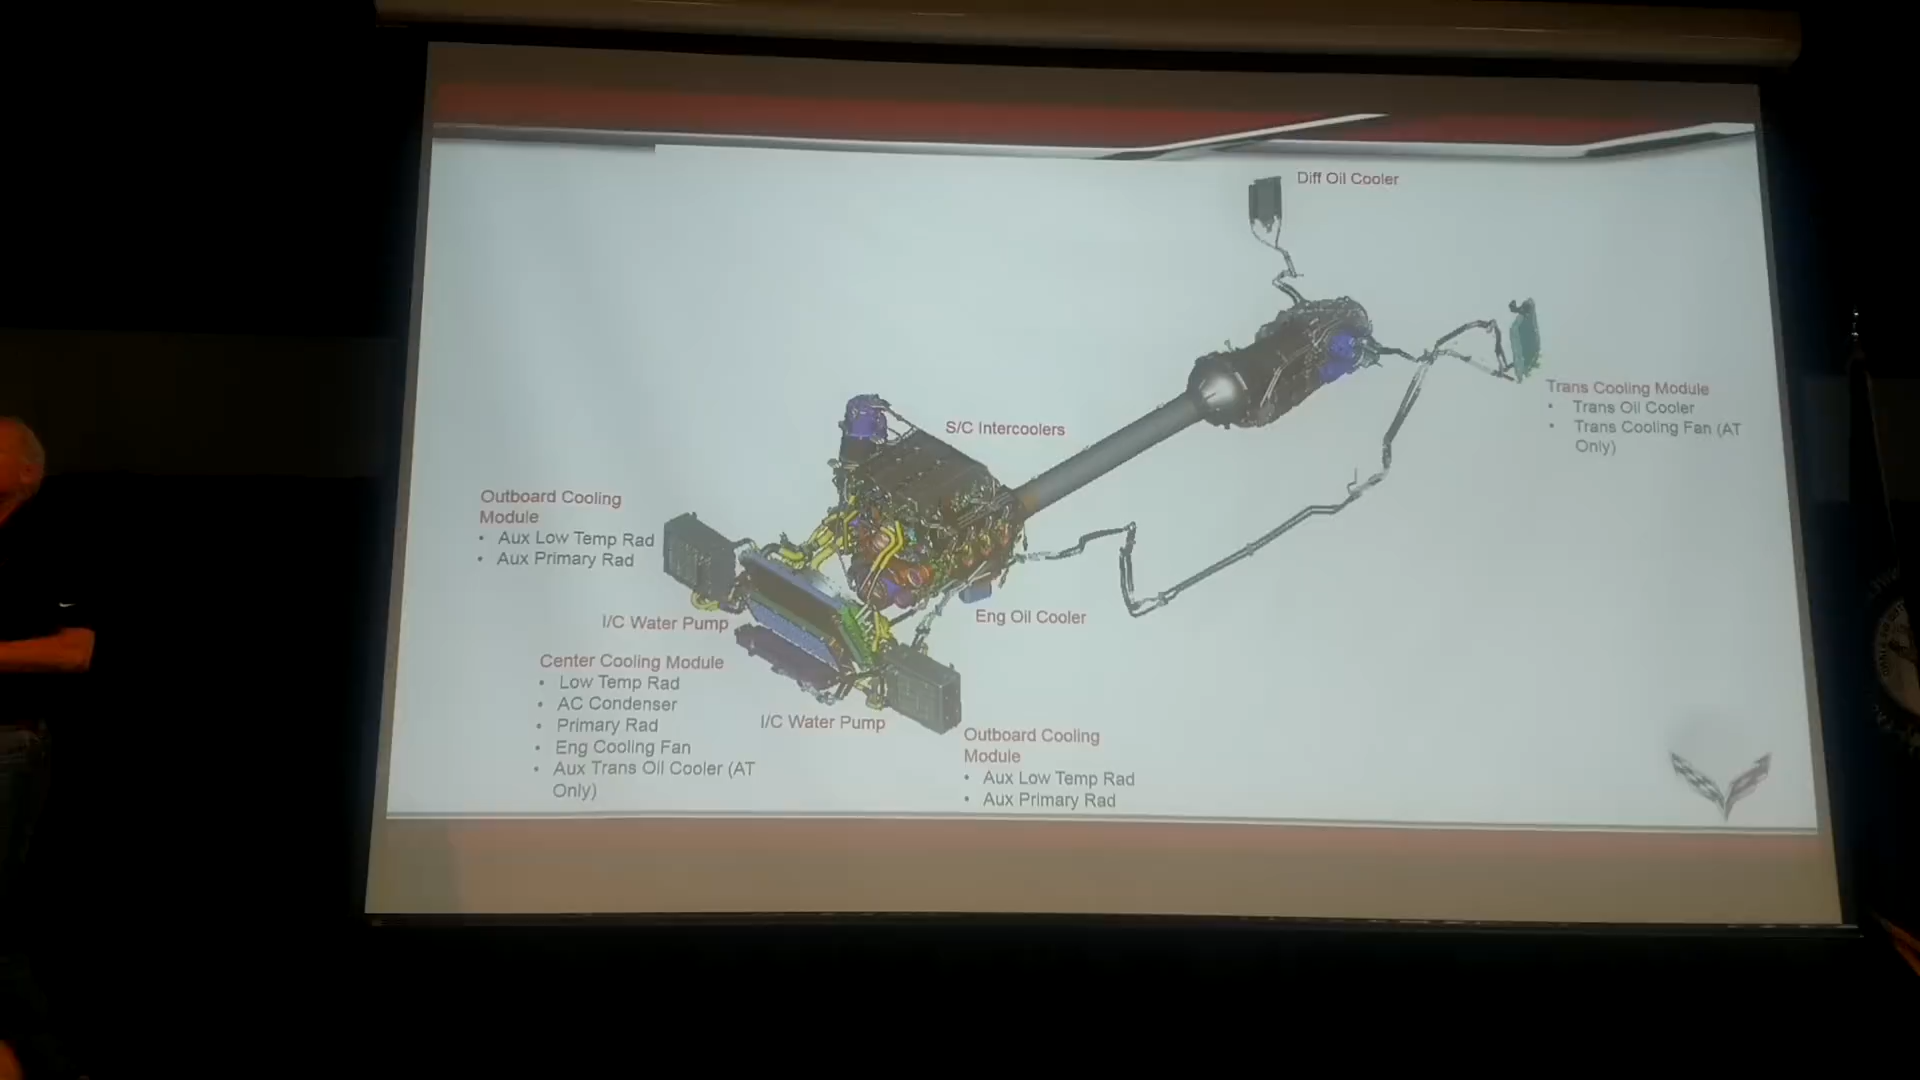 Diff Oil Cooler
Trans Cooling Module
• Trans Oil Cooler
• Trans Cooling Fan (AT
Only)
S/C Intercoolers
Outboard Cooling
Module
• Aux Low Temp Rad
• Aux Primary Rad
I/C Water Pump
Eng Oil Cooler
Center Cooling Module
• Low Temp Rad
• AC Condenser
• Primary Rad
• Eng Cooling Fan
• Aux Trans Oil Cooler (AT
Only)
I/C Water Pump
Outboard Cooling
Module
• Aux Low Temp Rad
• Aux Primary Rad